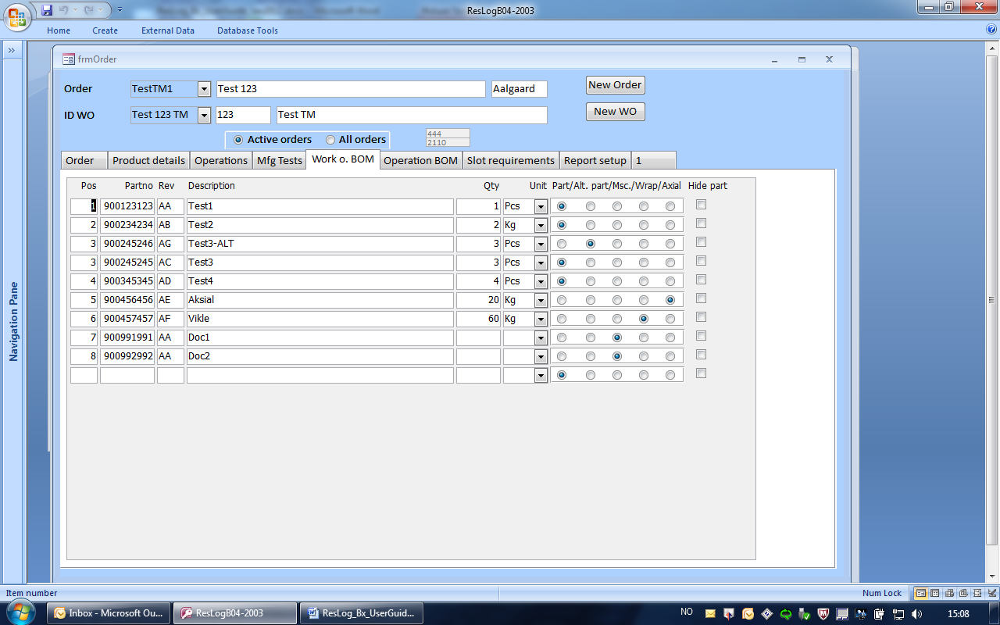 ResLogB04-2003
Home Create External Data Database Tools
frmOrder
Order TestTM1 Test 123 Aalgaard New Order
ID WO Test 123 TM 123 Test TM New WO
Active orders All orders 444
2110
Order Product details Operations Mfg Tests Work o. BOM Operation BOM Slot requirements Report setup 1
Pos Partno Rev Description Qty Unit Part/Alt. part/Msc./Wrap/Axial Hide part
1 900123123 AA Test1 1 Pcs
2 900234234 AB Test2 2 Kg
3 900245246 AG Test3-ALT 3 Pcs
3 900245245 AC Test3 3 Pcs
4 900345345 AD Test4 4 Pcs
5 900456456 AE Aksial 20 Kg
6 900457457 AF Vikle 60 Kg
7 900991991 AA Doc1
8 900992992 AA Doc2
Navigation Pane
Item number Num Lock
Inbox - Microsoft Ou... ResLogB04-2003 ResLog_Bx_UserGuid... NO 15:08